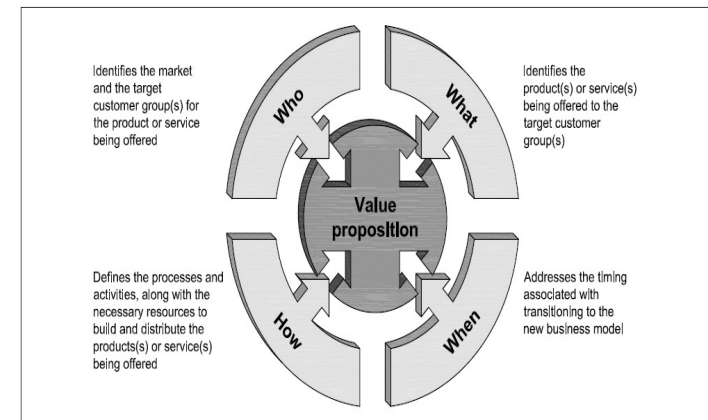 Identifies the market
and the target
customer group(s) for
the product or service
being offered
Who
What
Identifies the
product(s) or service(s)
being offered to the
target customer
group(s)
Value
proposition
Defines the processes and
activities, along with the
necessary resources to
build and distribute the
products(s) or service(s)
being offered
How
When
Addresses the timing
associated with
transitioning to the
new business model